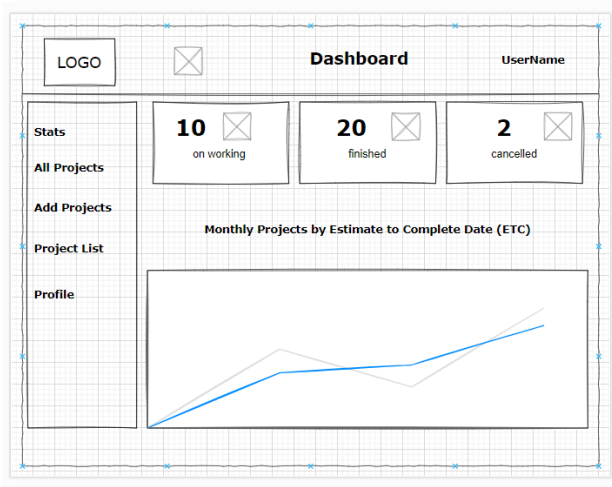 LOGO
Dashboard
UserName
Stats
All Projects
Add Projects
Project List
Profile
10
on working
20
finished
2
cancelled
Monthly Projects by Estimate to Complete Date (ETC)